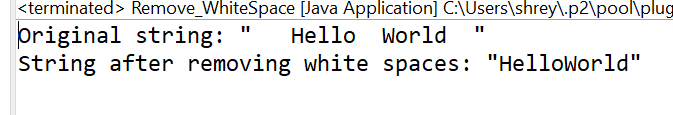 <terminated> Remove_WhiteSpace [Java Application] C:\Users\shrey\.p2\pool\plug
Original string: "   Hello  World  "
String after removing white spaces: "HelloWorld"